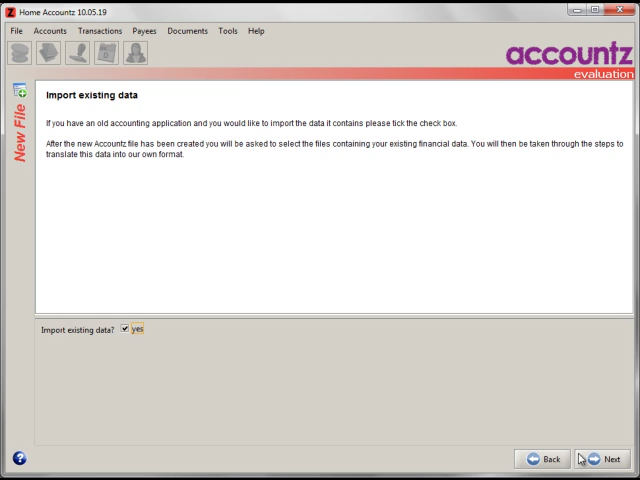 Home Accountz 10.05.19
File Accounts Transactions Payees Documents Tools Help
accountz
evaluation
New File
Import existing data
If you have an old accounting application and you would like to import the data it contains please tick the check box.
After the new Accountz file has been created you will be asked to select the files containing your existing financial data. You will then be taken through the steps to
translate this data into our own format.
Import existing data? yes
Back Next